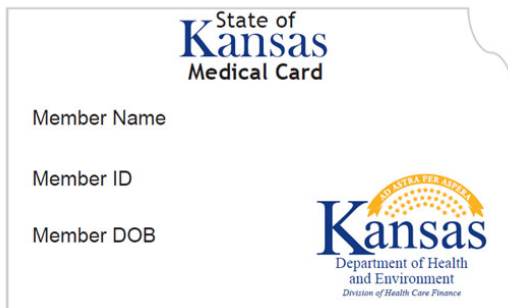 State of
Kansas
Medical Card
Member Name
Member ID
Member DOB
AD ASTRA PER ASPERA
Kansas
Department of Health
and Environment
Division of Health Care Finance